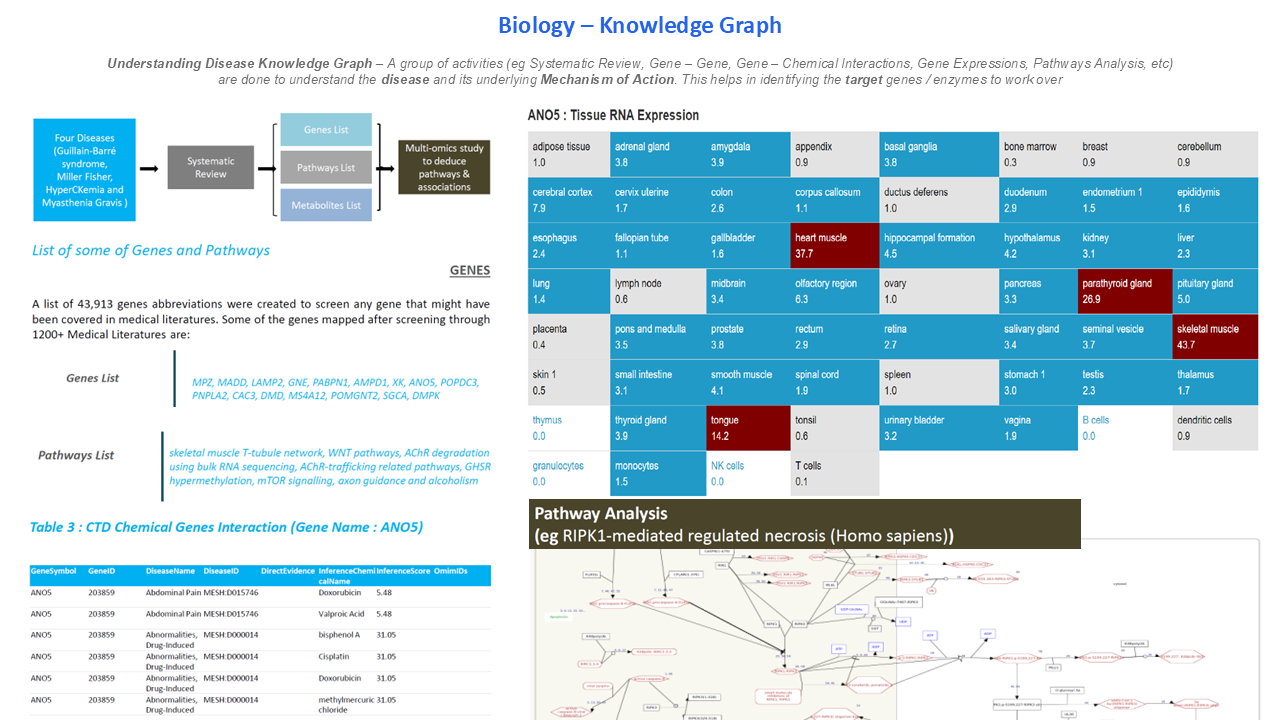 Biology – Knowledge Graph
Understanding Disease Knowledge Graph – A group of activities (eg Systematic Review, Gene – Gene, Gene – Chemical Interactions, Gene Expressions, Pathways Analysis, etc)
are done to understand the disease and its underlying Mechanism of Action. This helps in identifying the target genes / enzymes to work over
Four Diseases
(Guillain-Barré
syndrome,
Miller Fisher,
HyperCKemia and
Myasthenia Gravis )
Systematic
Review
Genes List
Pathways List
Metabolites List
Multi-omics study
to deduce
pathways &
associations
List of some of Genes and Pathways
GENES
A list of 43,913 genes abbreviations were created to screen any gene that might have
been covered in medical literatures. Some of the genes mapped after screening through
1200+ Medical Literatures are:
Genes List
MPZ, MADD, LAMP2, GNE, PABPN1, AMPD1, XK, ANO5, POPDC3,
PNPLA2, CAC3, DMD, MS4A12, POMGNT2, SGCA, DMPK
Pathways List
skeletal muscle T-tubule network, WNT pathways, AChR degradation
using bulk RNA sequencing, AChR-trafficking related pathways, GHSR
hypermethylation, mTOR signalling, axon guidance and alcoholism
Table 3 : CTD Chemical Genes Interaction (Gene Name : ANO5)
GeneSymbol GeneID DiseaseName DiseaseID DirectEvidence InferenceChemi InferenceScore OmimIDs
calName
ANO5 203859 Abdominal Pain MESH:D015746 Doxorubicin 5.48
ANO5 203859 Abdominal Pain MESH:D015746 Valproic Acid 5.48
ANO5 203859 Abnormalities, MESH:D000014 bisphenol A 31.05
Drug-Induced
ANO5 203859 Abnormalities, MESH:D000014 Cisplatin 31.05
Drug-Induced
ANO5 203859 Abnormalities, MESH:D000014 Doxorubicin 31.05
Drug-Induced
ANO5 203859 Abnormalities, MESH:D000014 methylmercuric 31.05
Drug-Induced chloride
ANO5 : Tissue RNA Expression
adipose tissue adrenal gland amygdala appendix basal ganglia bone marrow breast cerebellum
1.0 3.8 3.9 0.9 3.8 0.3 0.9 0.9
cerebral cortex cervix uterine colon corpus callosum ductus deferens duodenum endometrium 1 epididymis
7.9 1.7 2.6 1.1 1.0 2.9 1.5 1.6
esophagus fallopian tube gallbladder heart muscle hippocampal formation hypothalamus kidney liver
2.4 1.1 1.6 37.7 4.5 4.2 3.1 2.3
lung lymph node midbrain olfactory region ovary pancreas parathyroid gland pituitary gland
1.4 0.6 3.4 6.3 1.0 3.3 26.9 5.0
placenta pons and medulla prostate rectum retina salivary gland seminal vesicle skeletal muscle
0.4 3.5 3.8 2.9 2.7 3.4 3.7 43.7
skin 1 small intestine smooth muscle spinal cord spleen stomach 1 testis thalamus
0.5 3.1 4.1 1.9 1.0 3.0 2.3 1.7
thymus thyroid gland tongue tonsil urinary bladder vagina B cells dendritic cells
0.0 3.9 14.2 0.6 3.2 1.9 0.0 0.9
granulocytes monocytes NK cells T cells
0.0 1.5 0.0 0.1
Pathway Analysis
(eg RIPK1-mediated regulated necrosis (Homo sapiens))